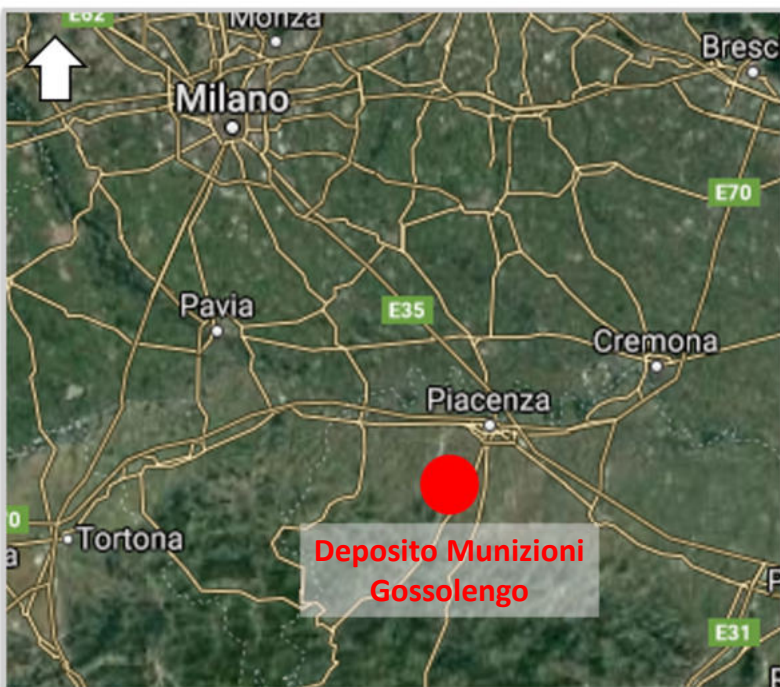 E62
Monza
Bresc
Milano
E70
Pavia
E35
Cremona
Piacenza
0
Tortona
a
Deposito Munizioni
Gossolengo
P
E31
P